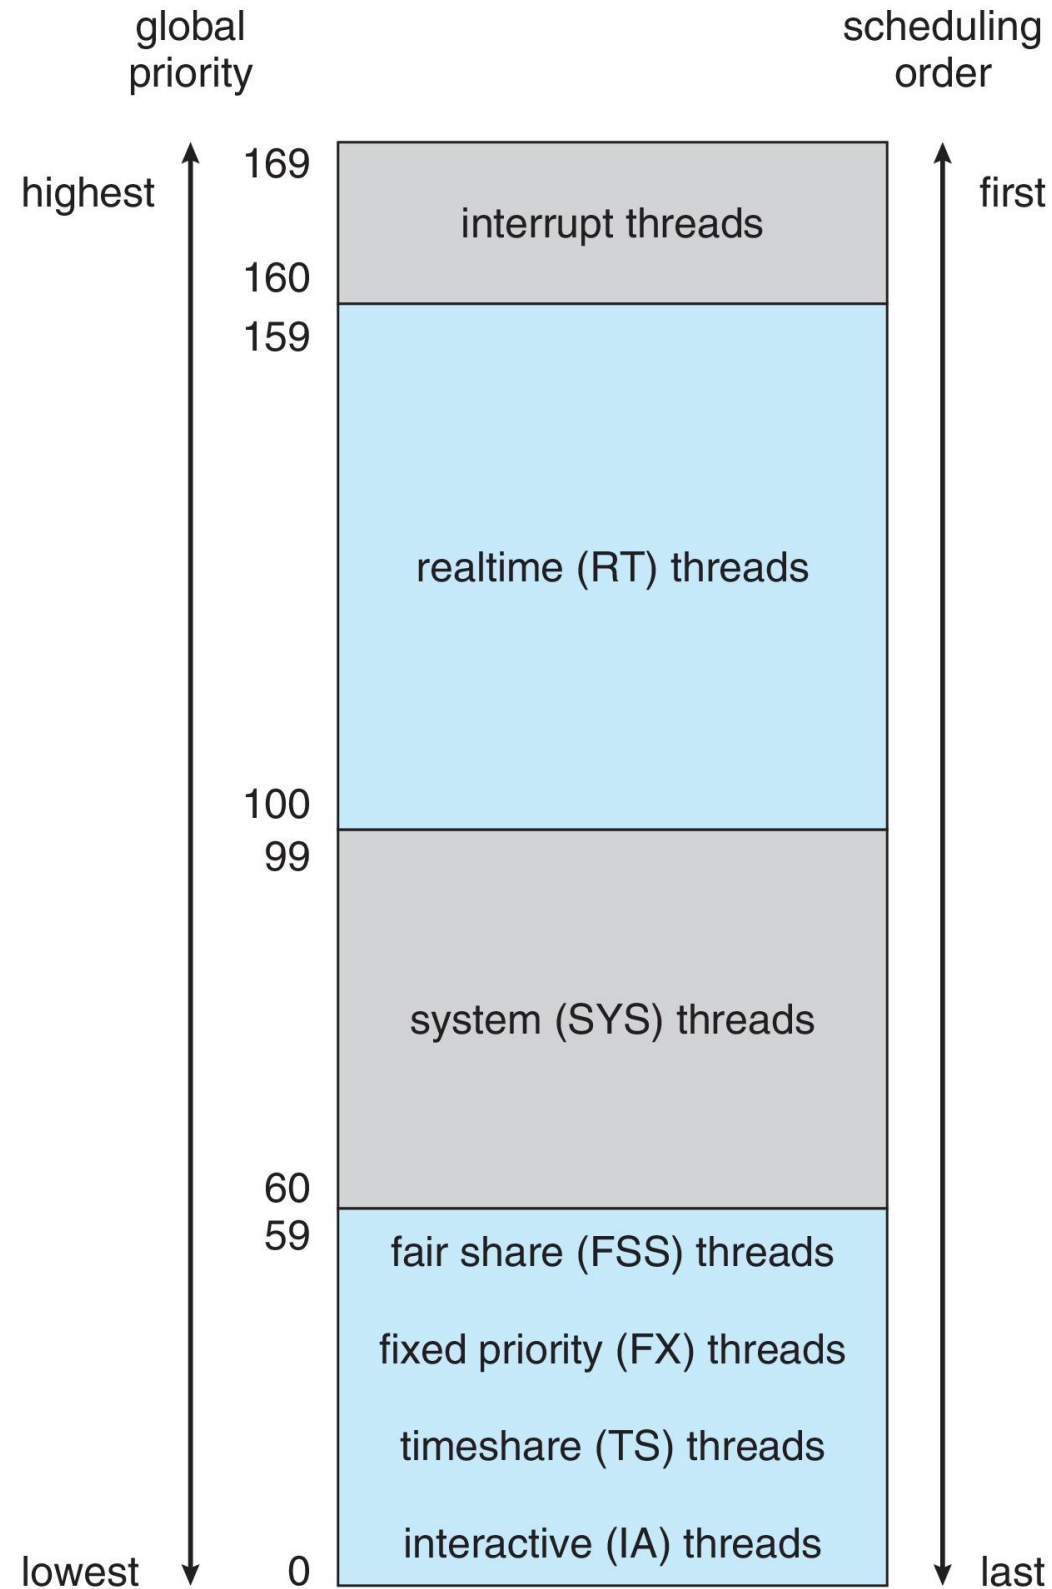 global
priority
scheduling
order
highest
169
interrupt threads
first
160
159
realtime (RT) threads
100
99
system (SYS) threads
60
59
fair share (FSS) threads
fixed priority (FX) threads
timeshare (TS) threads
interactive (IA) threads
lowest
0
last